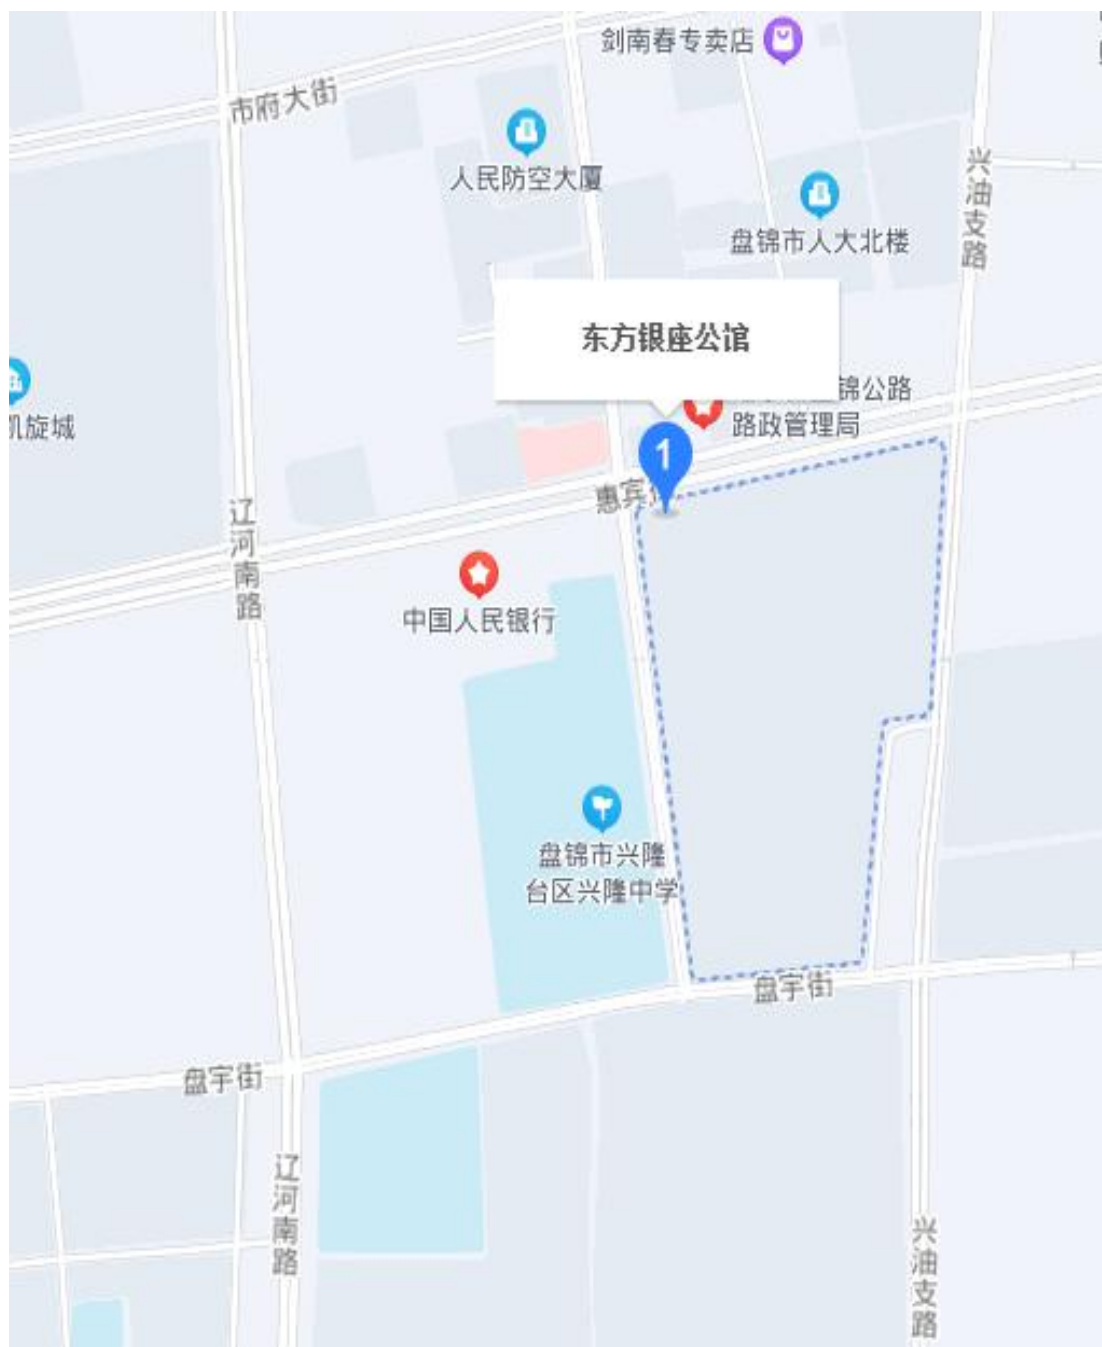 剑南春专卖店
市府大街
人民防空大厦
兴油支路
盘锦市人大北楼
东方银座公馆
锦公路
路政管理局
凯旋城
1
惠宾
辽河南路
中国人民银行
盘锦市兴隆
台区兴隆中学
盘宇街
盘宇街
辽河南路
兴油支路